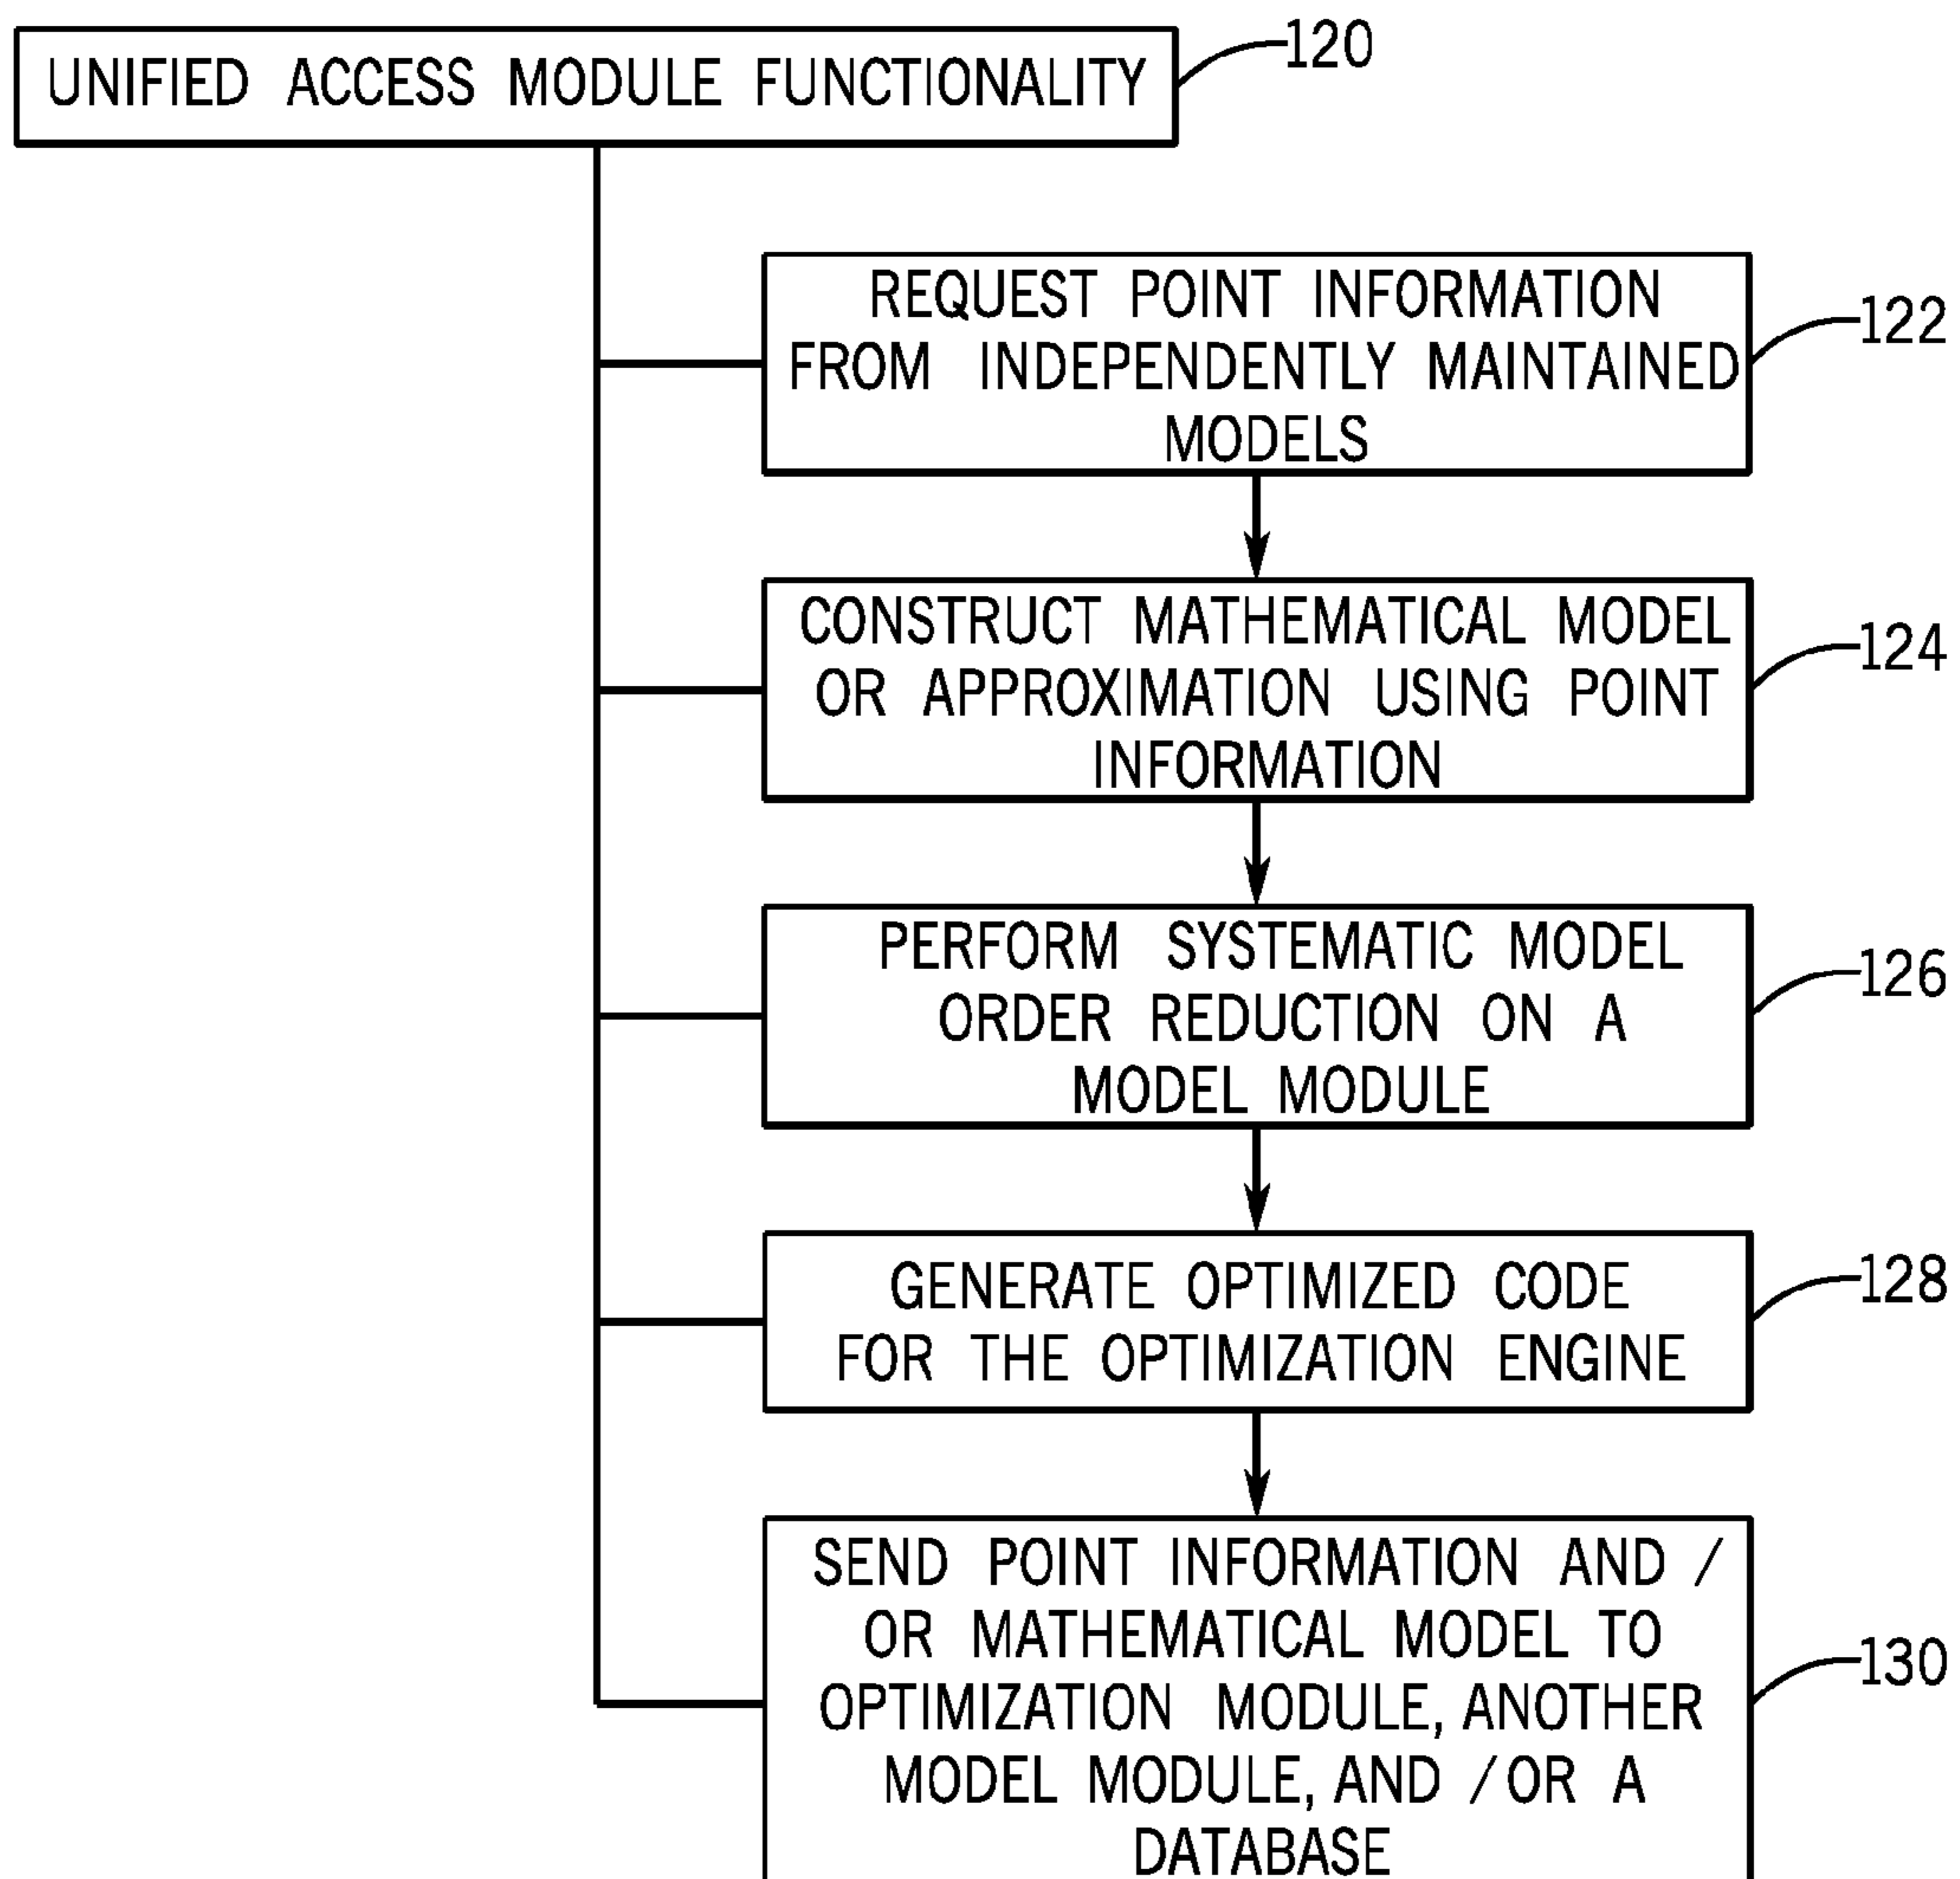 UNIFIED ACCESS MODULE FUNCTIONALITY
120
REQUEST POINT INFORMATION
FROM INDEPENDENTLY MAINTAINED
MODELS
122
CONSTRUCT MATHEMATICAL MODEL
OR APPROXIMATION USING POINT
INFORMATION
124
PERFORM SYSTEMATIC MODEL
ORDER REDUCTION ON A
MODEL MODULE
126
GENERATE OPTIMIZED CODE
FOR THE OPTIMIZATION ENGINE
128
SEND POINT INFORMATION AND /
OR MATHEMATICAL MODEL TO
OPTIMIZATION MODULE, ANOTHER
MODEL MODULE, AND /OR A
DATABASE
130